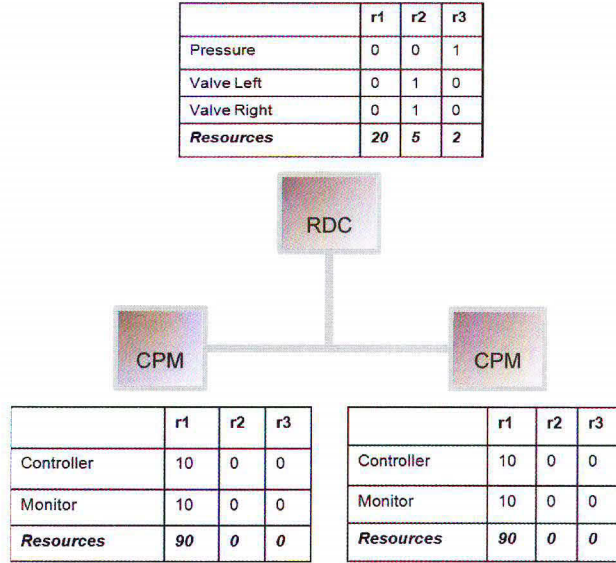 r1 r2 r3
Pressure 0 0 1
Valve Left 0 1 0
Valve Right 0 1 0
Resources 20 5 2
RDC
CPM CPM
r1 r2 r3
Controller 10 0 0
Monitor 10 0 0
Resources 90 0 0
r1 r2 r3
Controller 10 0 0
Monitor 10 0 0
Resources 90 0 0